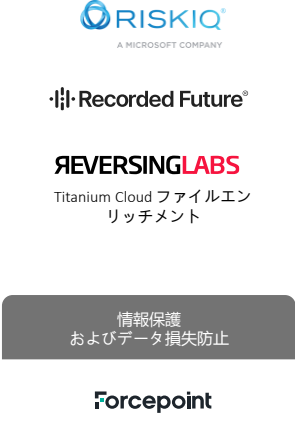 RISKIQ®
A MICROSOFT COMPANY
Recorded Future®
REVERSINGLABS
Titanium Cloud ファイルエン
リッチメント
情報保護
およびデータ損失防止
Forcepoint